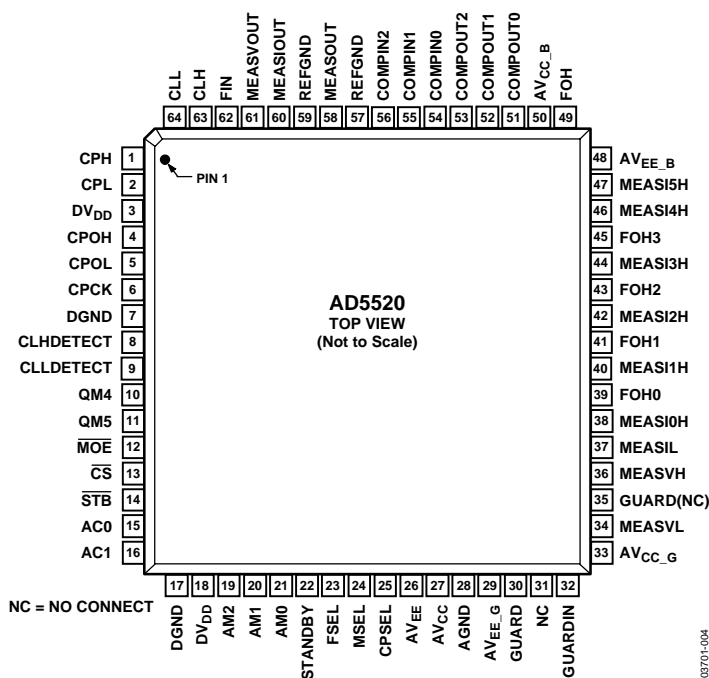 64 CLL
63 CLH
62 FIN
61 MEASVOUT
60 MEASIOUT
59 REFGND
58 MEASOUT
57 REFGND
56 COMPIN2
55 COMPIN1
54 COMPIN0
53 COMPOUT2
52 COMPOUT1
51 COMPOUT0
50 AVCC_B
49 FOH
CPH 1
CPL 2
DVDD 3
CPOH 4
CPOL 5
CPCK 6
DGND 7
CLHDETECT 8
CLLDETECT 9
QM4 10
QM5 11
MOE 12
CS 13
STB 14
AC0 15
AC1 16
PIN 1
AD5520
TOP VIEW
(Not to Scale)
48 AVEE_B
47 MEASI5H
46 MEASI4H
45 FOH3
44 MEASI3H
43 FOH2
42 MEASI2H
41 FOH1
40 MEASI1H
39 FOH0
38 MEASI0H
37 MEASIL
36 MEASVH
35 GUARD(NC)
34 MEASVL
33 AVCC_G
17 DGND
18 DVDD
19 AM2
20 AM1
21 AM0
22 STANDBY
23 FSEL
24 MSEL
25 CPSEL
26 AVEE
27 AVCC
28 AGND
29 AVEE_G
30 GUARD
31 NC
32 GUARDIN
NC = NO CONNECT
03701-004